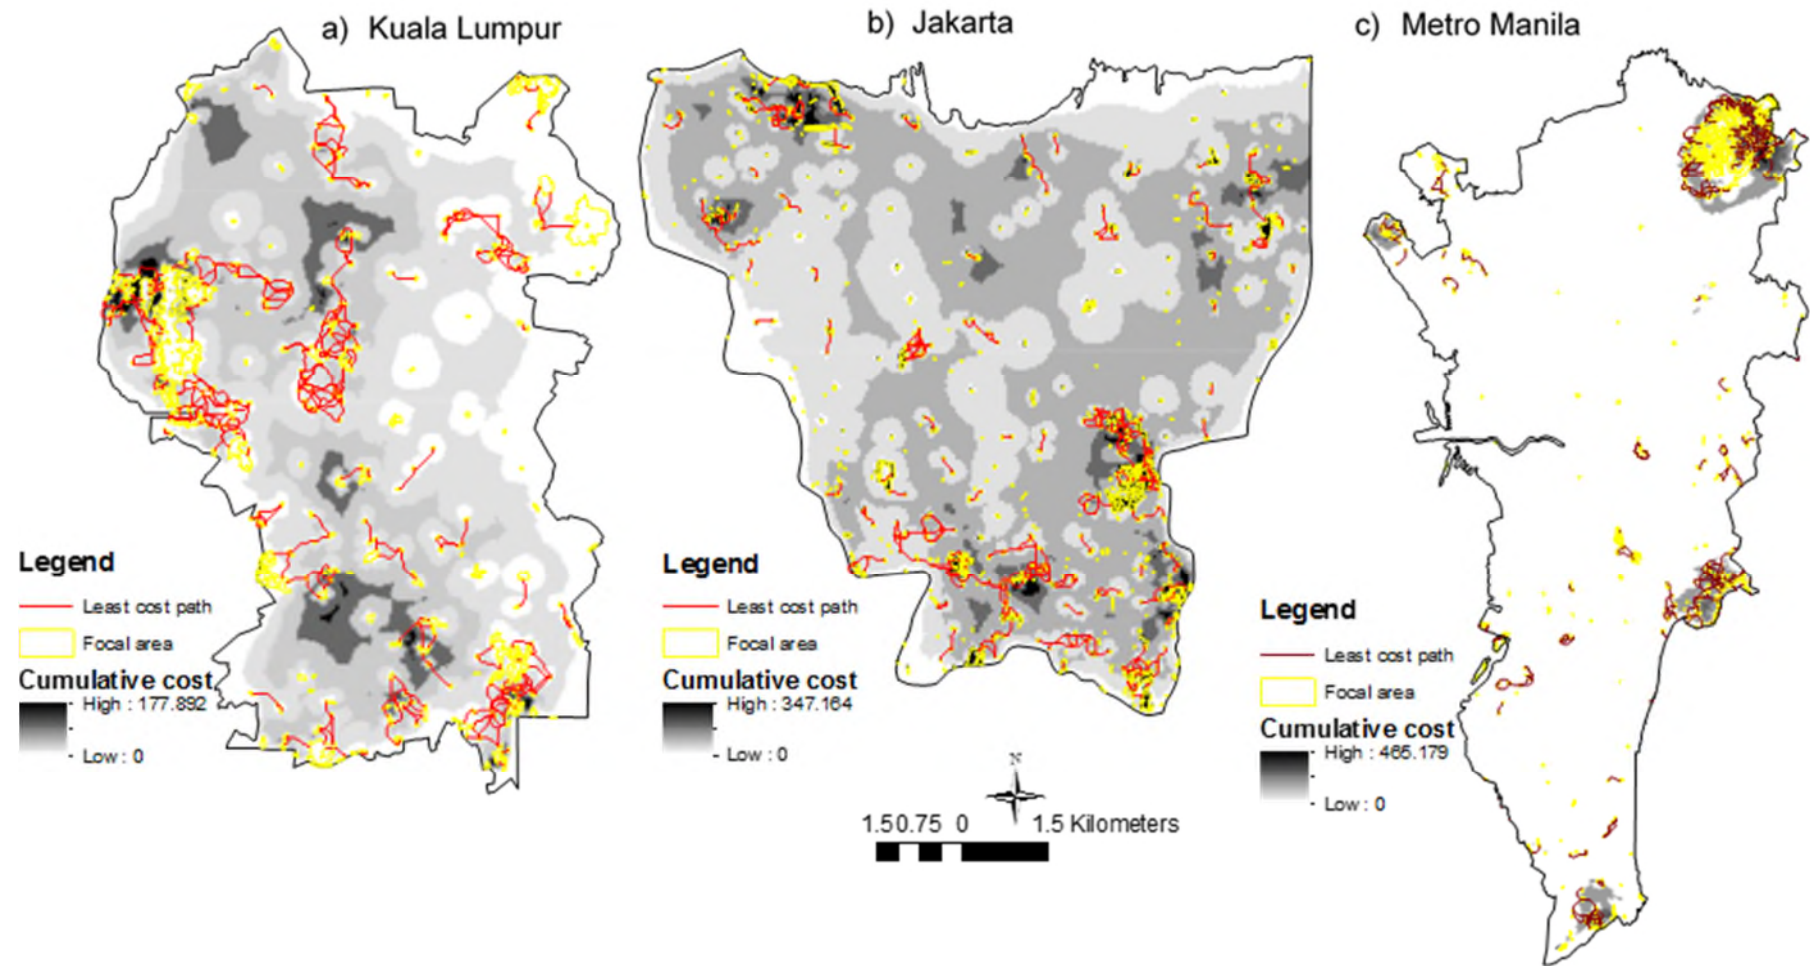 a) Kuala Lumpur
b) Jakarta
c) Metro Manila
Legend
Least cost path
Focal area
Cumulative cost
High : 177.892
Low : 0
Legend
Least cost path
Focal area
Cumulative cost
High : 347.164
Low : 0
N
1.50.75 0 1.5 Kilometers
Legend
Least cost path
Focal area
Cumulative cost
High : 465.179
Low : 0